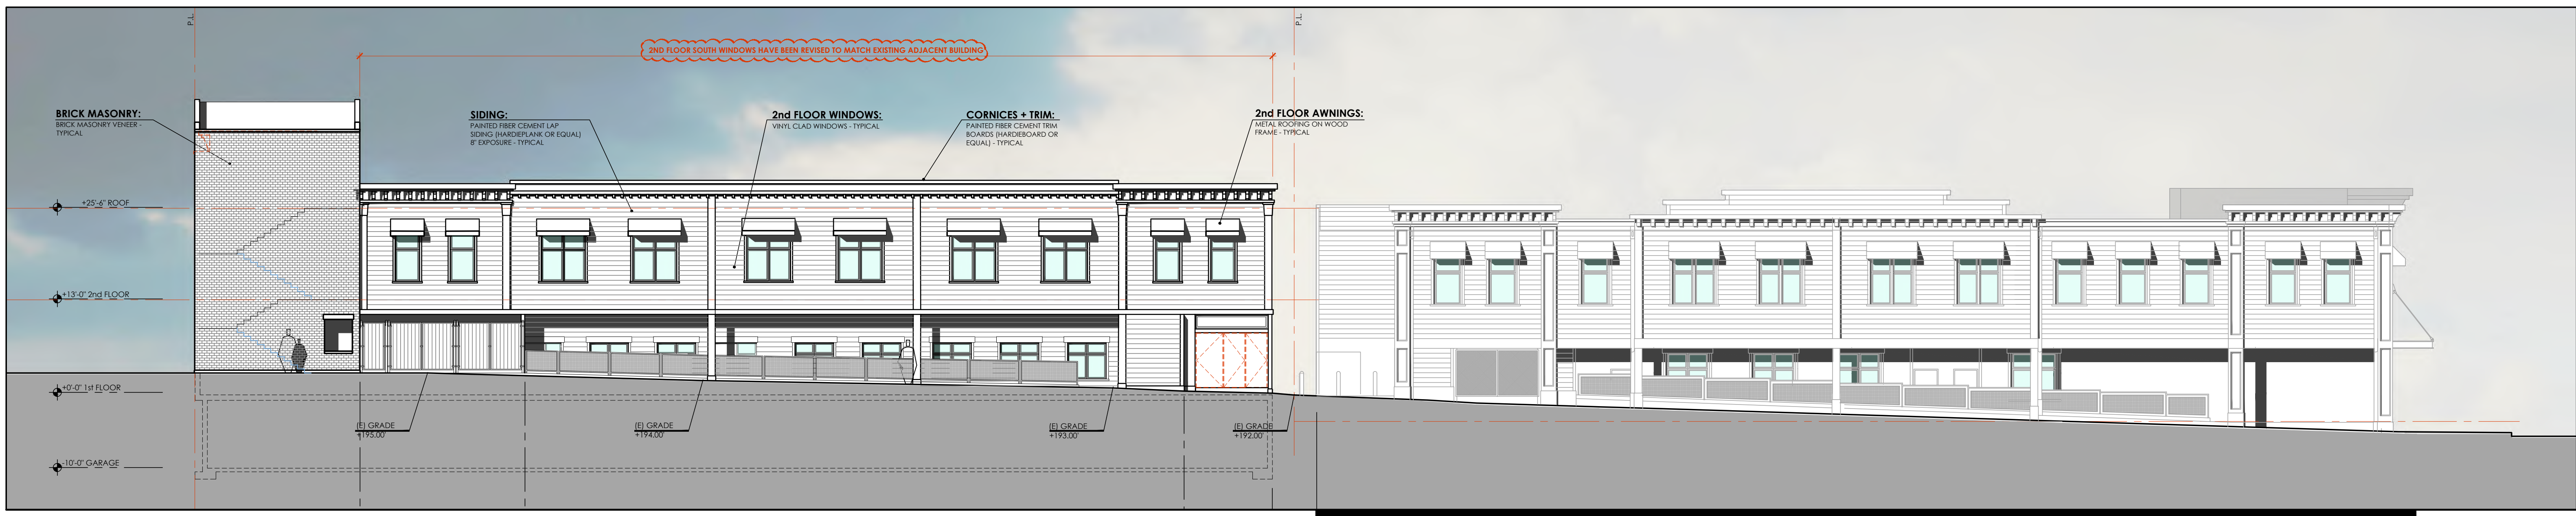 P.L.
P.L.
2ND FLOOR SOUTH WINDOWS HAVE BEEN REVISED TO MATCH EXISTING ADJACENT BUILDING
BRICK MASONRY:
BRICK MASONRY VENEER -
TYPICAL
SIDING:
PAINTED FIBER CEMENT LAP
SIDING (HARDIEPLANK OR EQUAL)
8" EXPOSURE - TYPICAL
2nd FLOOR WINDOWS:
VINYL CLAD WINDOWS - TYPICAL
CORNICES + TRIM:
PAINTED FIBER CEMENT TRIM
BOARDS (HARDIEBOARD OR
EQUAL) - TYPICAL
2nd FLOOR AWNINGS:
METAL ROOFING ON WOOD
FRAME - TYPICAL
+25'-6" ROOF
+13'-0" 2nd FLOOR
+0'-0" 1st FLOOR
-10'-0" GARAGE
(E) GRADE
+195.00'
(E) GRADE
+194.00'
(E) GRADE
+193.00'
(E) GRADE
+192.00'